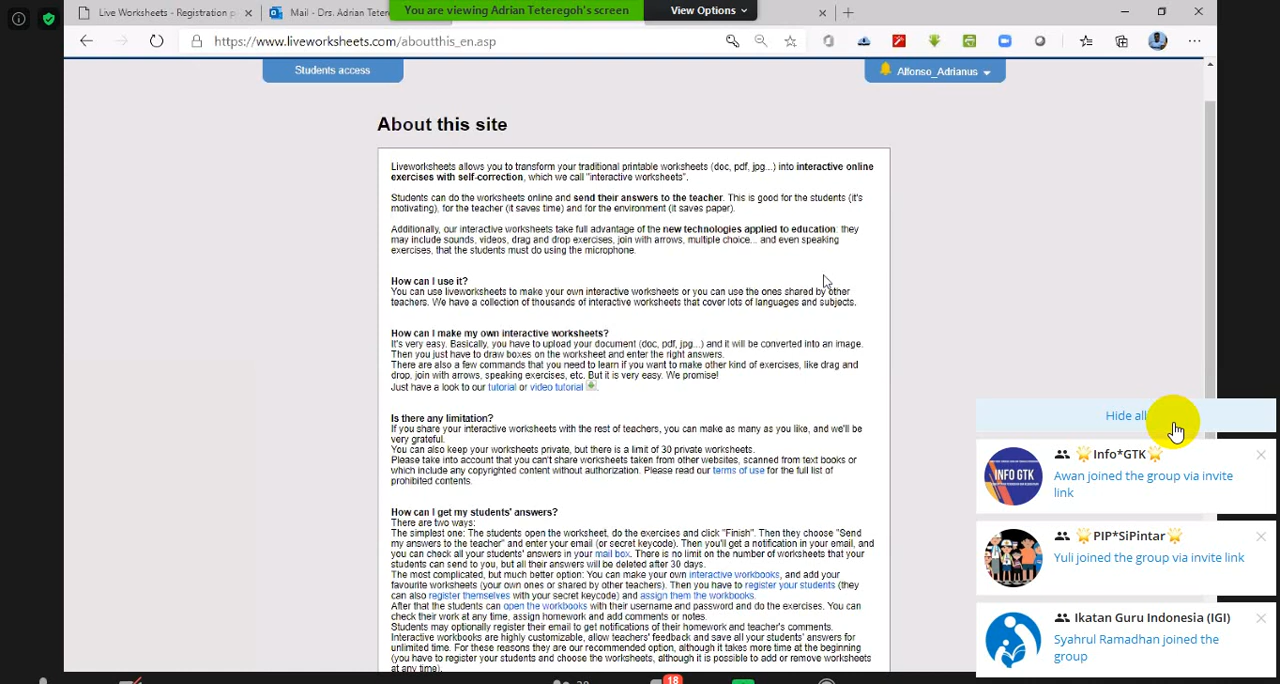 Live Worksheets - Registration p
Mail - Drs. Adrian Teter
You are viewing Adrian Teteregoh's screen
View Options
https://www.liveworksheets.com/aboutthis_en.asp
Students access
Alfonso_Adrianus
About this site
Liveworksheets allows you to transform your traditional printable worksheets (doc, pdf, jpg...) into interactive online
exercises with self-correction, which we call "interactive worksheets".
Students can do the worksheets online and send their answers to the teacher. This is good for the students (it's
motivating), for the teacher (it saves time) and for the environment (it saves paper).
Additionally, our interactive worksheets take full advantage of the new technologies applied to education: they
may include sounds, videos, drag and drop exercises, join with arrows, multiple choice... and even speaking
exercises, that the students must do using the microphone.
How can I use it?
You can use liveworksheets to make your own interactive worksheets or you can use the ones shared by other
teachers. We have a collection of thousands of interactive worksheets that cover lots of languages and subjects.
How can I make my own interactive worksheets?
It's very easy. Basically, you have to upload your document (doc, pdf, jpg...) and it will be converted into an image.
Then you just have to draw boxes on the worksheet and enter the right answers.
There are also a few commands that you need to learn if you want to make other kind of exercises, like drag and
drop, join with arrows, speaking exercises, etc. But it is very easy. We promise!
Just have a look to our tutorial or video tutorial
Is there any limitation?
If you share your interactive worksheets with the rest of teachers, you can make as many as you like, and we'll be
very grateful.
You can also keep your worksheets private, but there is a limit of 30 private worksheets.
Please take into account that you can't share worksheets taken from other websites, scanned from text books or
which include any copyrighted content without authorization. Please read our terms of use for the full list of
prohibited contents.
How can I get my students' answers?
There are two ways:
The simplest one: The students open the worksheet, do the exercises and click "Finish". Then they choose "Send
my answers to the teacher" and enter your email (or secret keycode). Then you'll get a notification in your email, and
you can check all your students' answers in your mail box. There is no limit on the number of worksheets that your
students can send to you, but all their answers will be deleted after 30 days.
The most complicated, but much better option: You can make your own interactive workbooks, and add your
favourite worksheets (your own ones or shared by other teachers). Then you have to register your students (they
can also register themselves with your secret keycode) and assign them the workbooks.
After that the students can open the workbooks with their username and password and do the exercises. You can
check their work at any time, assign homework and add comments or notes.
Students may optionally register their email to get notifications of their homework and teacher's comments.
Interactive workbooks are highly customizable, allow teachers' feedback and save all your students' answers for
unlimited time. For these reasons they are our recommended option, although it takes more time at the beginning
(you have to register your students and choose the worksheets, although it is possible to add or remove worksheets
at any time).
Hide all
Info*GTK
Awan joined the group via invite
link
INFO GTK
PIP*SiPintar
Yuli joined the group via invite link
Ikatan Guru Indonesia (IGI)
Syahrul Ramadhan joined the
group
18